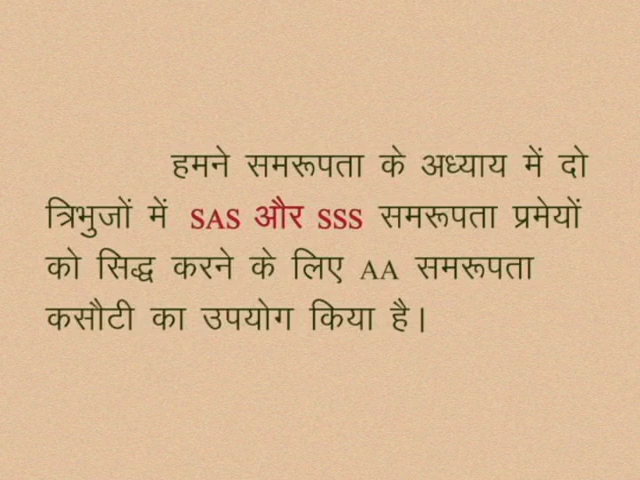 हमने समरूपता के अध्याय में दो
त्रिभुजों में SAS और SSS समरूपता प्रमेयों
को सिद्ध करने के लिए AA समरूपता
कसौटी का उपयोग किया है।